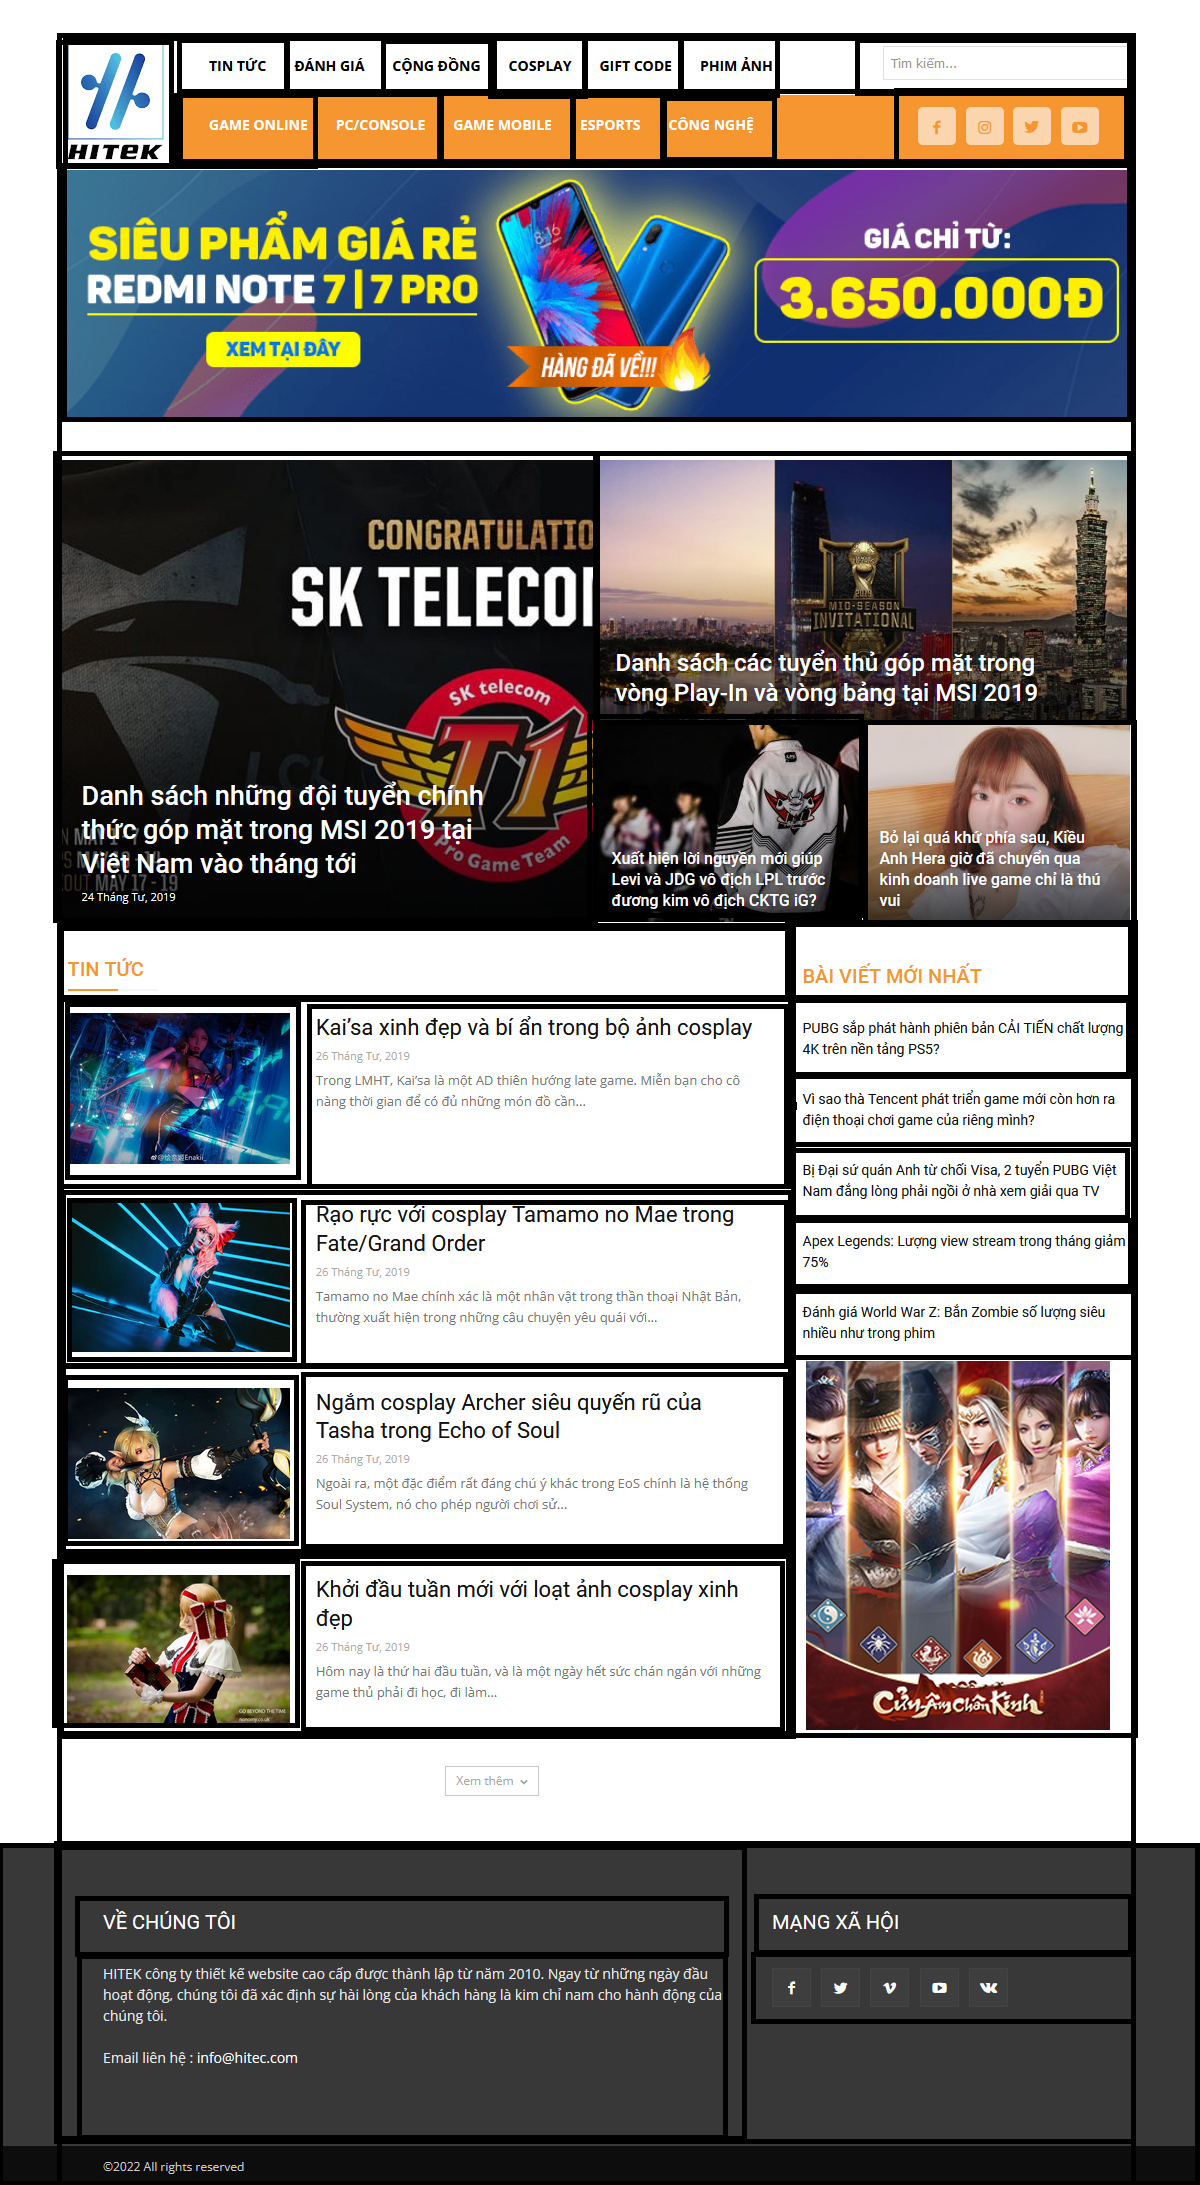 HITEK
TIN TỨC
ĐÁNH GIÁ
CỘNG ĐỒNG
COSPLAY
GIFT CODE
PHIM ẢNH
Tìm kiếm...
GAME ONLINE
PC/CONSOLE
GAME MOBILE
ESPORTS
CÔNG NGHỆ
SIÊU PHẨM GIÁ RẺ
REDMI NOTE 7 | 7 PRO
XEM TẠI ĐÂY
8:16
HÀNG ĐÃ VỀ!!!
GIÁ CHỈ TỪ:
3.650.000Đ
CONGRATULATIO
SK TELECOM
SK telecom
T1
Pro Game Team
Danh sách những đội tuyển chính
thức góp mặt trong MSI 2019 tại
Việt Nam vào tháng tới
MAY 17 - 19
24 Tháng Tư, 2019
2019
MID-SEASON
INVITATIONAL
Danh sách các tuyển thủ góp mặt trong
vòng Play-In và vòng bảng tại MSI 2019
Xuất hiện lời nguyền mới giúp
Levi và JDG vô địch LPL trước
đương kim vô địch CKTG iG?
Bỏ lại quá khứ phía sau, Kiều
Anh Hera giờ đã chuyển qua
kinh doanh live game chỉ là thú
vui
TIN TỨC
Kai’sa xinh đẹp và bí ẩn trong bộ ảnh cosplay
26 Tháng Tư, 2019
Trong LMHT, Kai’sa là một AD thiên hướng late game. Miễn bạn cho cô
nàng thời gian để có đủ những món đồ cần...
Rạo rực với cosplay Tamamo no Mae trong
Fate/Grand Order
26 Tháng Tư, 2019
Tamamo no Mae chính xác là một nhân vật trong thần thoại Nhật Bản,
thường xuất hiện trong những câu chuyện yêu quái với...
Ngắm cosplay Archer siêu quyến rũ của
Tasha trong Echo of Soul
26 Tháng Tư, 2019
Ngoài ra, một đặc điểm rất đáng chú ý khác trong EoS chính là hệ thống
Soul System, nó cho phép người chơi sử...
GO BEYOND THE TIME
Khởi đầu tuần mới với loạt ảnh cosplay xinh
đẹp
26 Tháng Tư, 2019
Hôm nay là thứ hai đầu tuần, và là một ngày hết sức chán ngán với những
game thủ phải đi học, đi làm...
BÀI VIẾT MỚI NHẤT
PUBG sắp phát hành phiên bản CẢI TIẾN chất lượng
4K trên nền tảng PS5?
Vì sao thà Tencent phát triển game mới còn hơn ra
điện thoại chơi game của riêng mình?
Bị Đại sứ quán Anh từ chối Visa, 2 tuyển PUBG Việt
Nam đắng lòng phải ngồi ở nhà xem giải qua TV
Apex Legends: Lượng view stream trong tháng giảm
75%
Đánh giá World War Z: Bắn Zombie số lượng siêu
nhiều như trong phim
Cửu Âm Chân Kinh
Xem thêm
VỀ CHÚNG TÔI
HITEK công ty thiết kế website cao cấp được thành lập từ năm 2010. Ngay từ những ngày đầu
hoạt động, chúng tôi đã xác định sự hài lòng của khách hàng là kim chỉ nam cho hành động của
chúng tôi.
Email liên hệ : info@hitec.com
MẠNG XÃ HỘI
©2022 All rights reserved